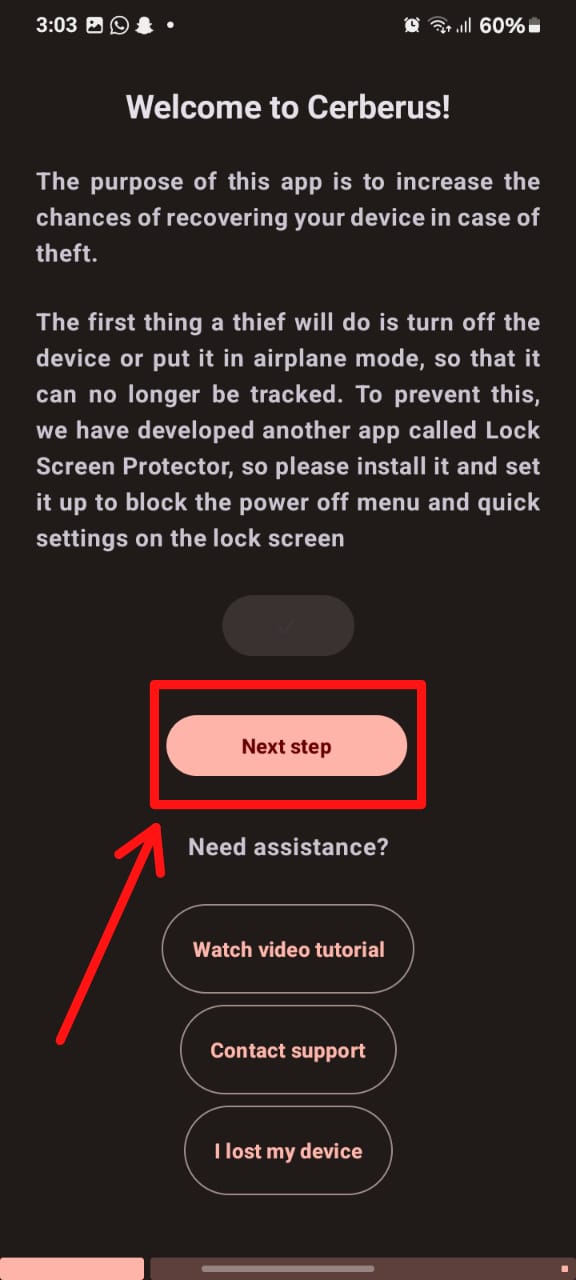 3:03 60%
Welcome to Cerberus!
The purpose of this app is to increase the
chances of recovering your device in case of
theft.
The first thing a thief will do is turn off the
device or put it in airplane mode, so that it
can no longer be tracked. To prevent this,
we have developed another app called Lock
Screen Protector, so please install it and set
it up to block the power off menu and quick
settings on the lock screen
Next step
Need assistance?
Watch video tutorial
Contact support
I lost my device